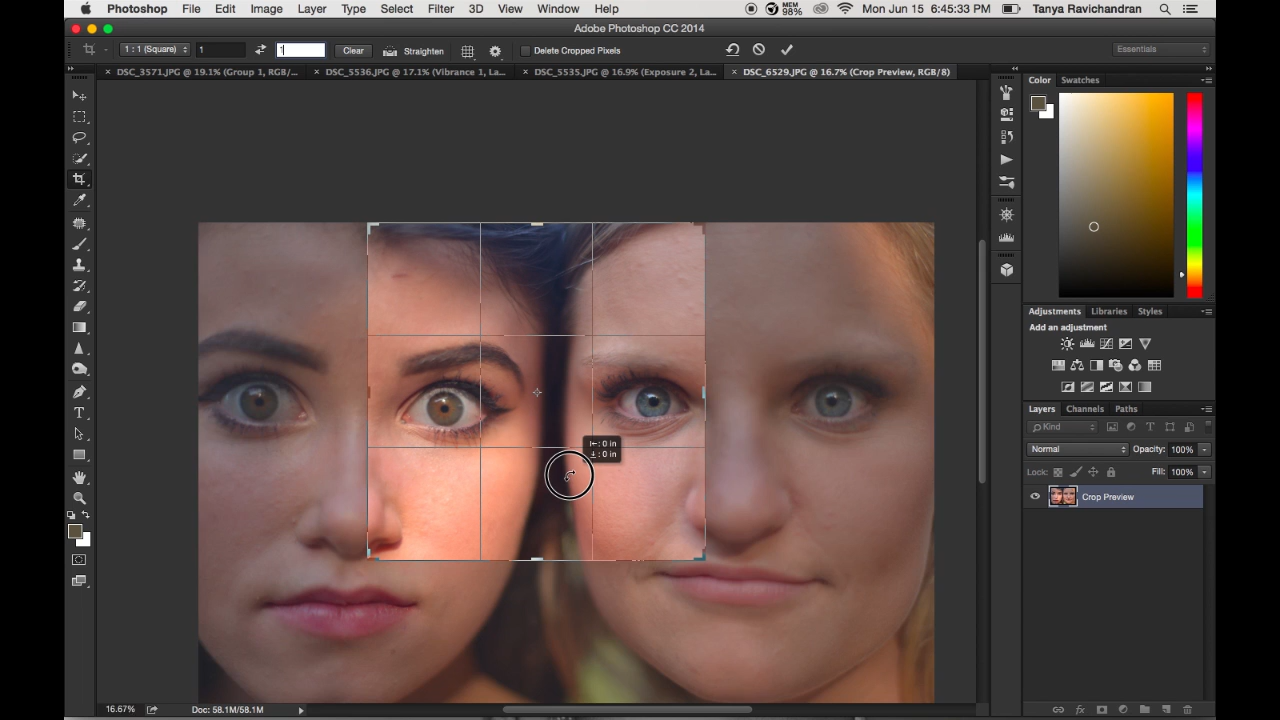 Photoshop File Edit Image Layer Type Select Filter 3D View Window Help MEM 98% Mon Jun 15 6:45:33 PM Tanya Ravichandran
Adobe Photoshop CC 2014
1 : 1 (Square) 1 1 Clear Straighten Delete Cropped Pixels Essentials
DSC_3571.JPG @ 19.1% (Group 1, RGB/... DSC_5536.JPG @ 17.1% (Vibrance 1, La... DSC_5535.JPG @ 16.9% (Exposure 2, La... DSC_6529.JPG @ 16.7% (Crop Preview, RGB/8)
Color Swatches
Adjustments Libraries Styles
Add an adjustment
Layers Channels Paths
Kind
Normal Opacity: 100%
Lock: Fill: 100%
Crop Preview
: 0 in
: 0 in
16.67% Doc: 58.1M/58.1M